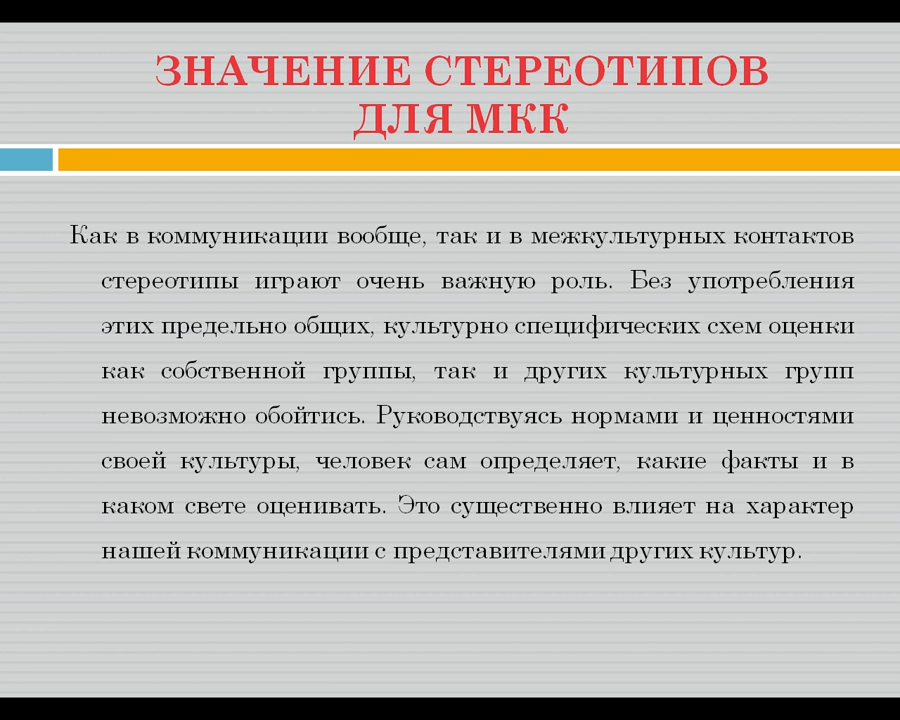 ЗНАЧЕНИЕ СТЕРЕОТИПОВ
ДЛЯ МКК
Как в коммуникации вообще, так и в межкультурных контактов
стереотипы играют очень важную роль. Без употребления
этих предельно общих, культурно специфических схем оценки
как собственной группы, так и других культурных групп
невозможно обойтись. Руководствуясь нормами и ценностями
своей культуры, человек сам определяет, какие факты и в
каком свете оценивать. Это существенно влияет на характер
нашей коммуникации с представителями других культур.